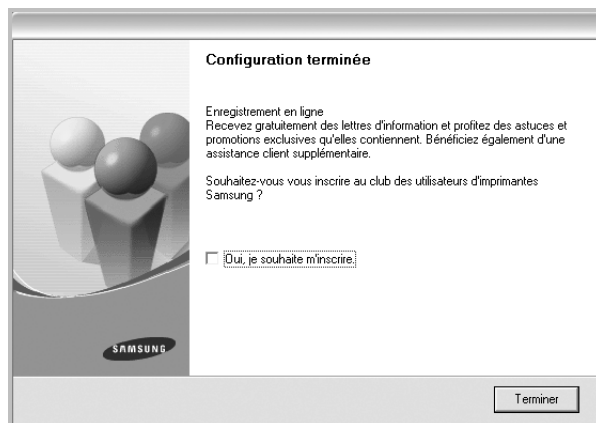 Configuration terminée
Enregistrement en ligne
Recevez gratuitement des lettres d'information et profitez des astuces et
promotions exclusives qu'elles contiennent. Bénéficiez également d'une
assistance client supplémentaire.
Souhaitez-vous vous inscrire au club des utilisateurs d'imprimantes
Samsung ?
Oui, je souhaite m'inscrire.
SAMSUNG
Terminer